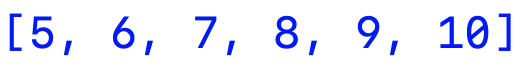 [5, 6, 7, 8, 9, 10]